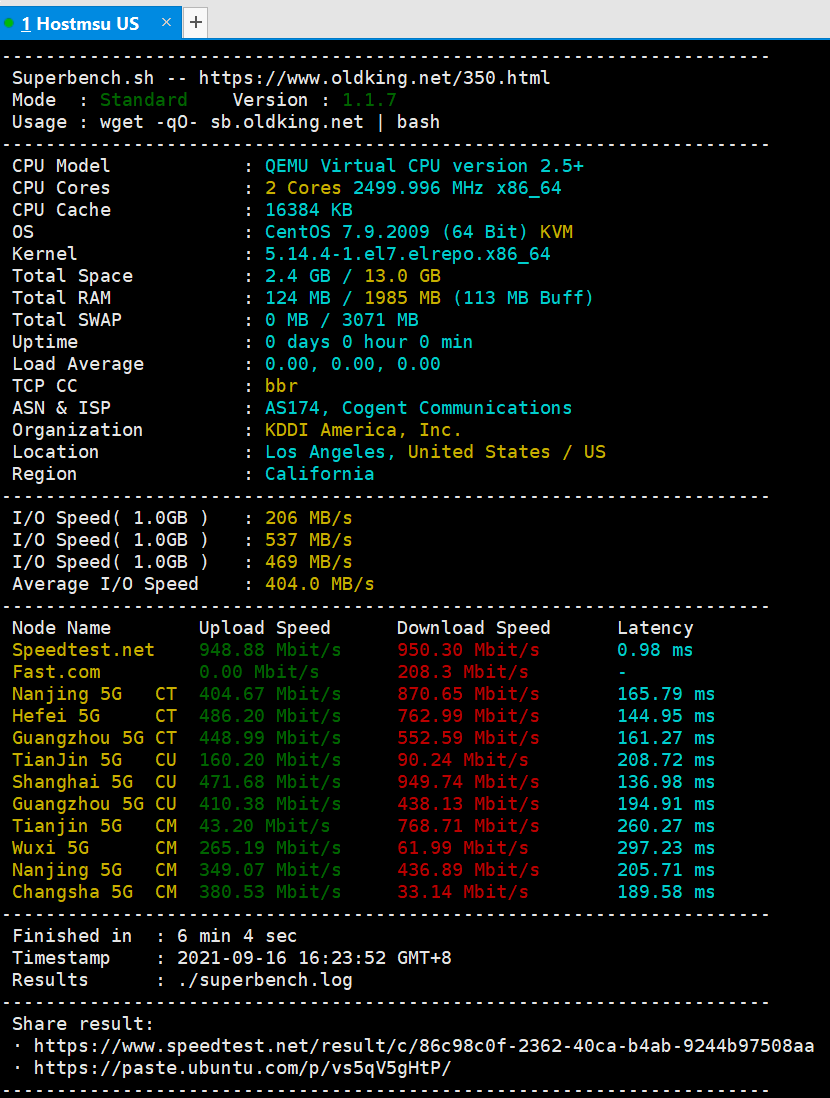 1 Hostmsu US × +
----------------------------------------------------------------------
Superbench.sh -- https://www.oldking.net/350.html
Mode : Standard Version : 1.1.7
Usage : wget -qO- sb.oldking.net | bash
----------------------------------------------------------------------
CPU Model : QEMU Virtual CPU version 2.5+
CPU Cores : 2 Cores 2499.996 MHz x86_64
CPU Cache : 16384 KB
OS : CentOS 7.9.2009 (64 Bit) KVM
Kernel : 5.14.4-1.el7.elrepo.x86_64
Total Space : 2.4 GB / 13.0 GB
Total RAM : 124 MB / 1985 MB (113 MB Buff)
Total SWAP : 0 MB / 3071 MB
Uptime : 0 days 0 hour 0 min
Load Average : 0.00, 0.00, 0.00
TCP CC : bbr
ASN & ISP : AS174, Cogent Communications
Organization : KDDI America, Inc.
Location : Los Angeles, United States / US
Region : California
----------------------------------------------------------------------
I/O Speed( 1.0GB ) : 206 MB/s
I/O Speed( 1.0GB ) : 537 MB/s
I/O Speed( 1.0GB ) : 469 MB/s
Average I/O Speed : 404.0 MB/s
----------------------------------------------------------------------
Node Name Upload Speed Download Speed Latency
Speedtest.net 948.88 Mbit/s 950.30 Mbit/s 0.98 ms
Fast.com 0.00 Mbit/s 208.3 Mbit/s -
Nanjing 5G CT 404.67 Mbit/s 870.65 Mbit/s 165.79 ms
Hefei 5G CT 486.20 Mbit/s 762.99 Mbit/s 144.95 ms
Guangzhou 5G CT 448.99 Mbit/s 552.59 Mbit/s 161.27 ms
TianJin 5G CU 160.20 Mbit/s 90.24 Mbit/s 208.72 ms
Shanghai 5G CU 471.68 Mbit/s 949.74 Mbit/s 136.98 ms
Guangzhou 5G CU 410.38 Mbit/s 438.13 Mbit/s 194.91 ms
Tianjin 5G CM 43.20 Mbit/s 768.71 Mbit/s 260.27 ms
Wuxi 5G CM 265.19 Mbit/s 61.99 Mbit/s 297.23 ms
Nanjing 5G CM 349.07 Mbit/s 436.89 Mbit/s 205.71 ms
Changsha 5G CM 380.53 Mbit/s 33.14 Mbit/s 189.58 ms
----------------------------------------------------------------------
Finished in : 6 min 4 sec
Timestamp : 2021-09-16 16:23:52 GMT+8
Results : ./superbench.log
----------------------------------------------------------------------
Share result:
· https://www.speedtest.net/result/c/86c98c0f-2362-40ca-b4ab-9244b97508aa
· https://paste.ubuntu.com/p/vs5qV5gHtP/
----------------------------------------------------------------------